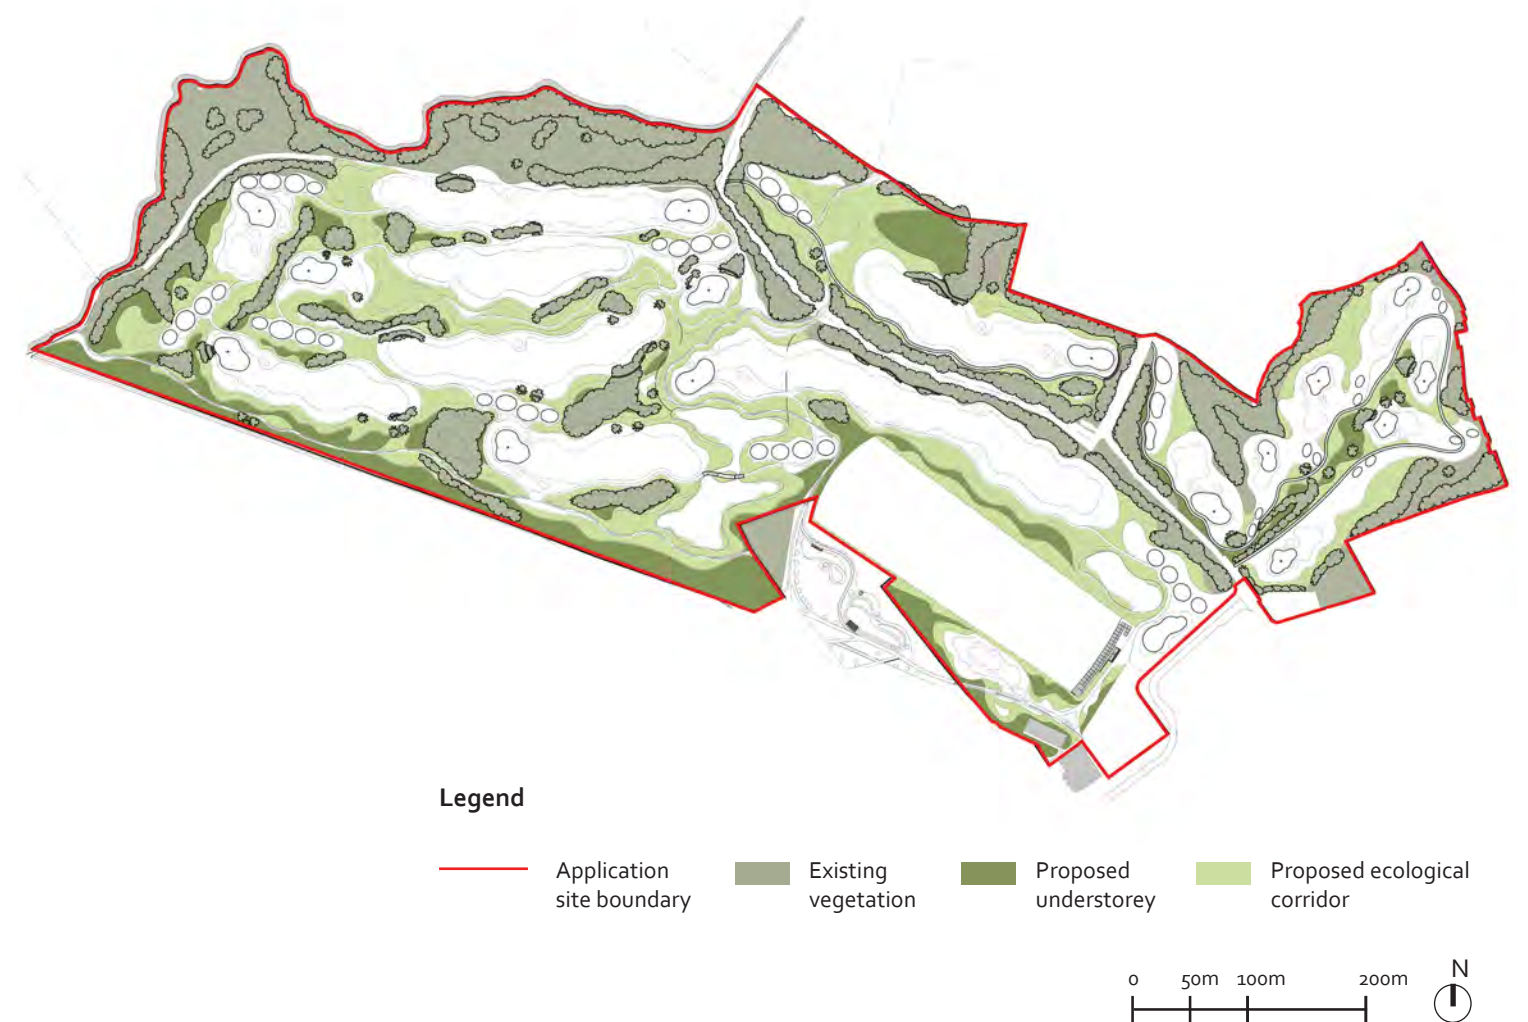 Legend
Application
site boundary
Existing
vegetation
Proposed
understorey
Proposed ecological
corridor
0 50m 100m 200m
N